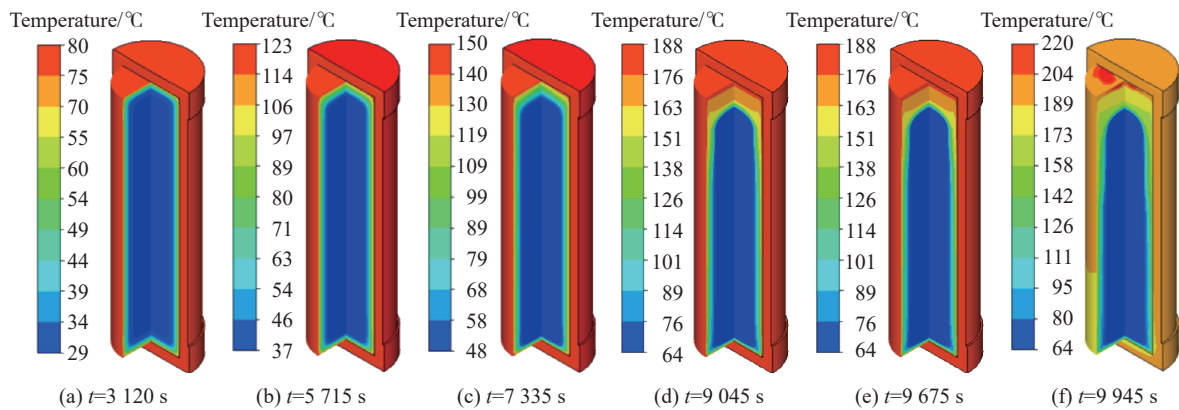 Temperature/℃ Temperature/℃ Temperature/℃ Temperature/℃ Temperature/℃ Temperature/℃
80 123 150 188 188 220
75 114 140 176 176 204
70 106 130 163 163 189
65 97 119 151 151 173
60 89 109 138 138 158
54 80 99 126 126 142
49 71 89 114 114 126
44 63 78 101 101 111
39 54 68 89 89 95
34 46 58 76 76 80
29 37 48 64 64 64
(a) t=3 120 s (b) t=5 715 s (c) t=7 335 s (d) t=9 045 s (e) t=9 675 s (f) t=9 945 s